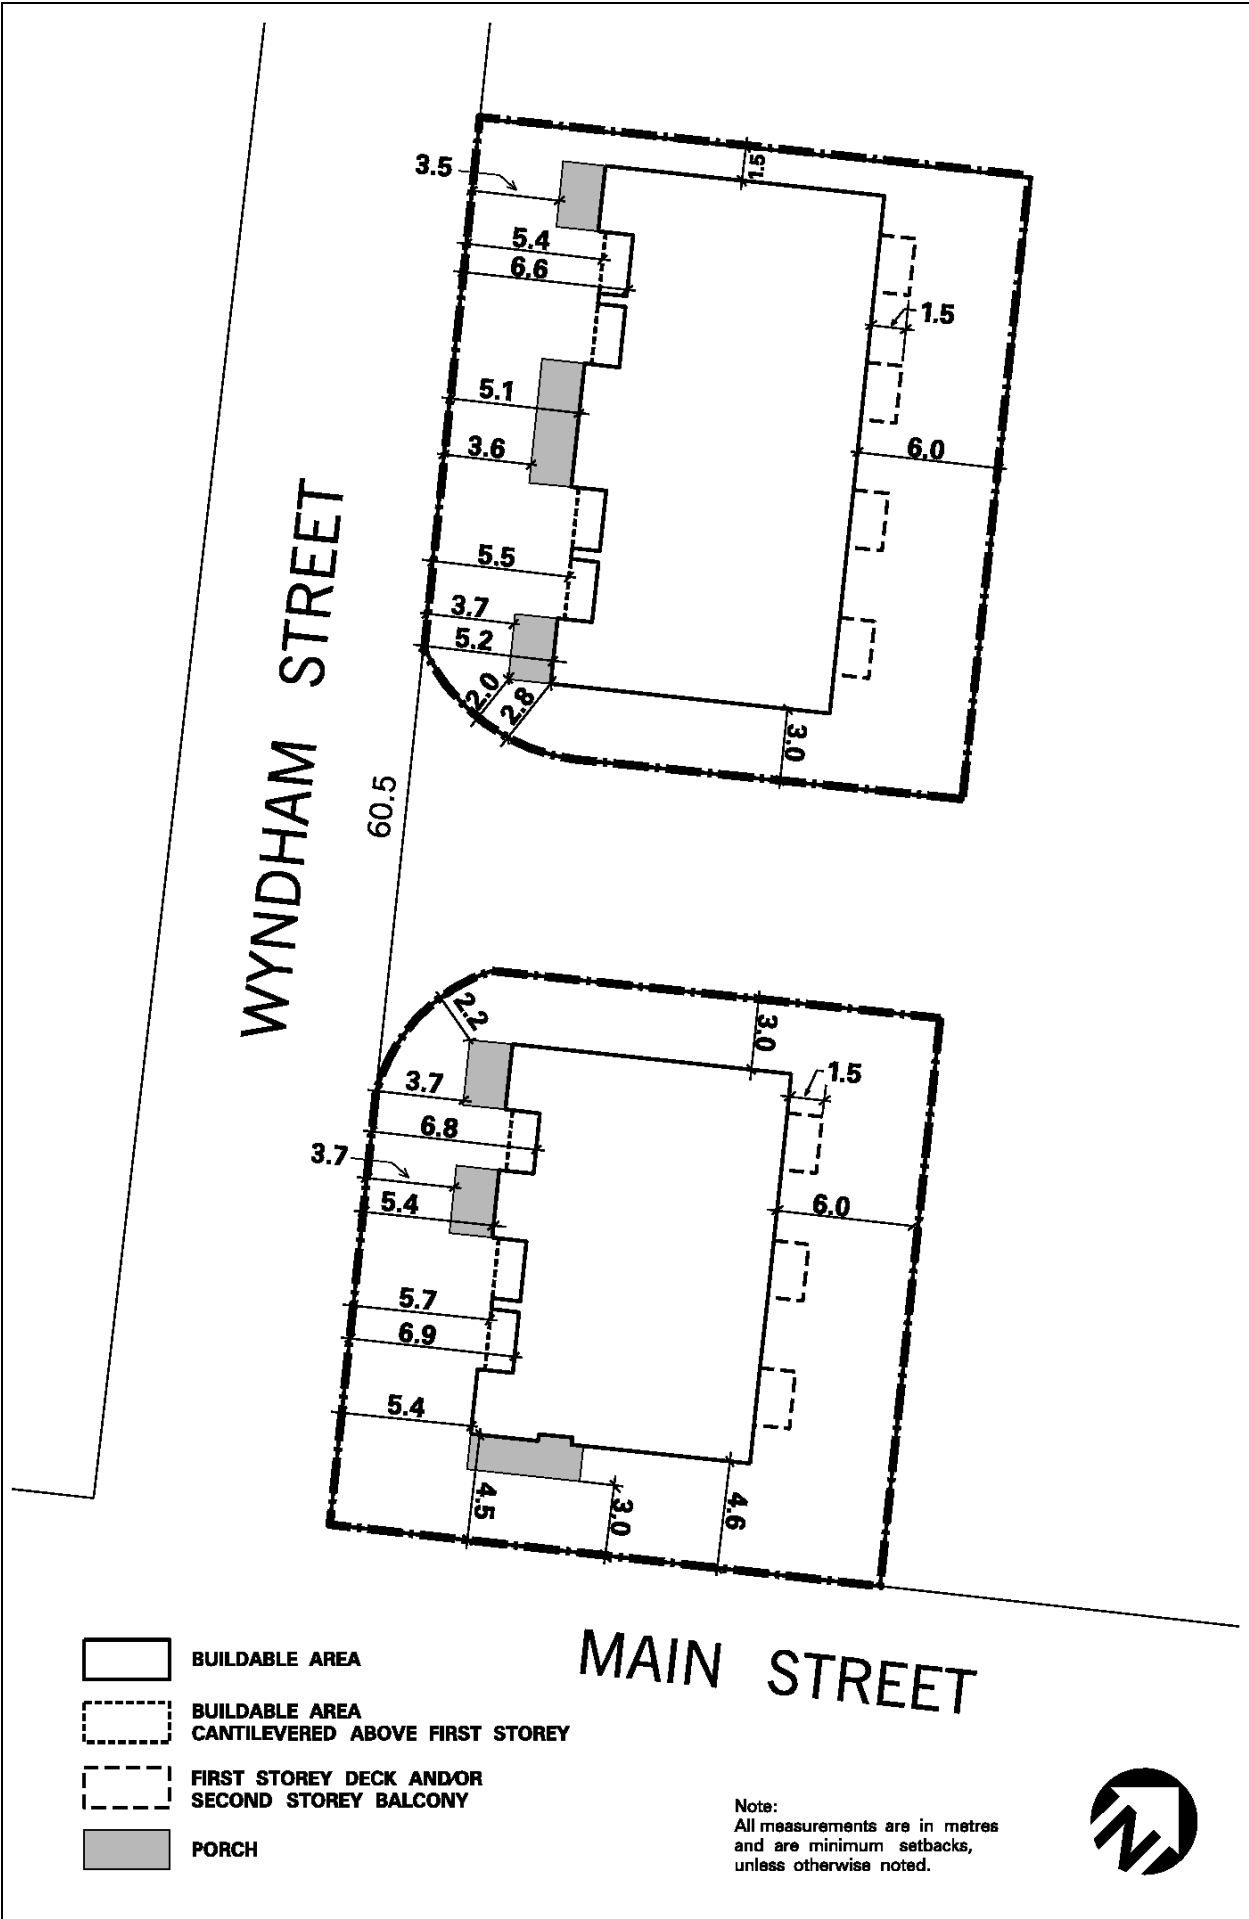 1.5
3.5
5.4
6.6
1.5
5.1
3.6
6.0
5.5
3.7
5.2
2.0
2.8
3.0
WYNDHAM STREET
60.5
2.2
3.0
3.7
1.5
6.8
3.7
5.4
6.0
5.7
6.9
5.4
4.5
3.0
4.6
MAIN STREET
BUILDABLE AREA
BUILDABLE AREA
CANTILEVERED ABOVE FIRST STOREY
FIRST STOREY DECK AND/OR
SECOND STOREY BALCONY
PORCH
Note:
All measurements are in metres
and are minimum setbacks,
unless otherwise noted.
N